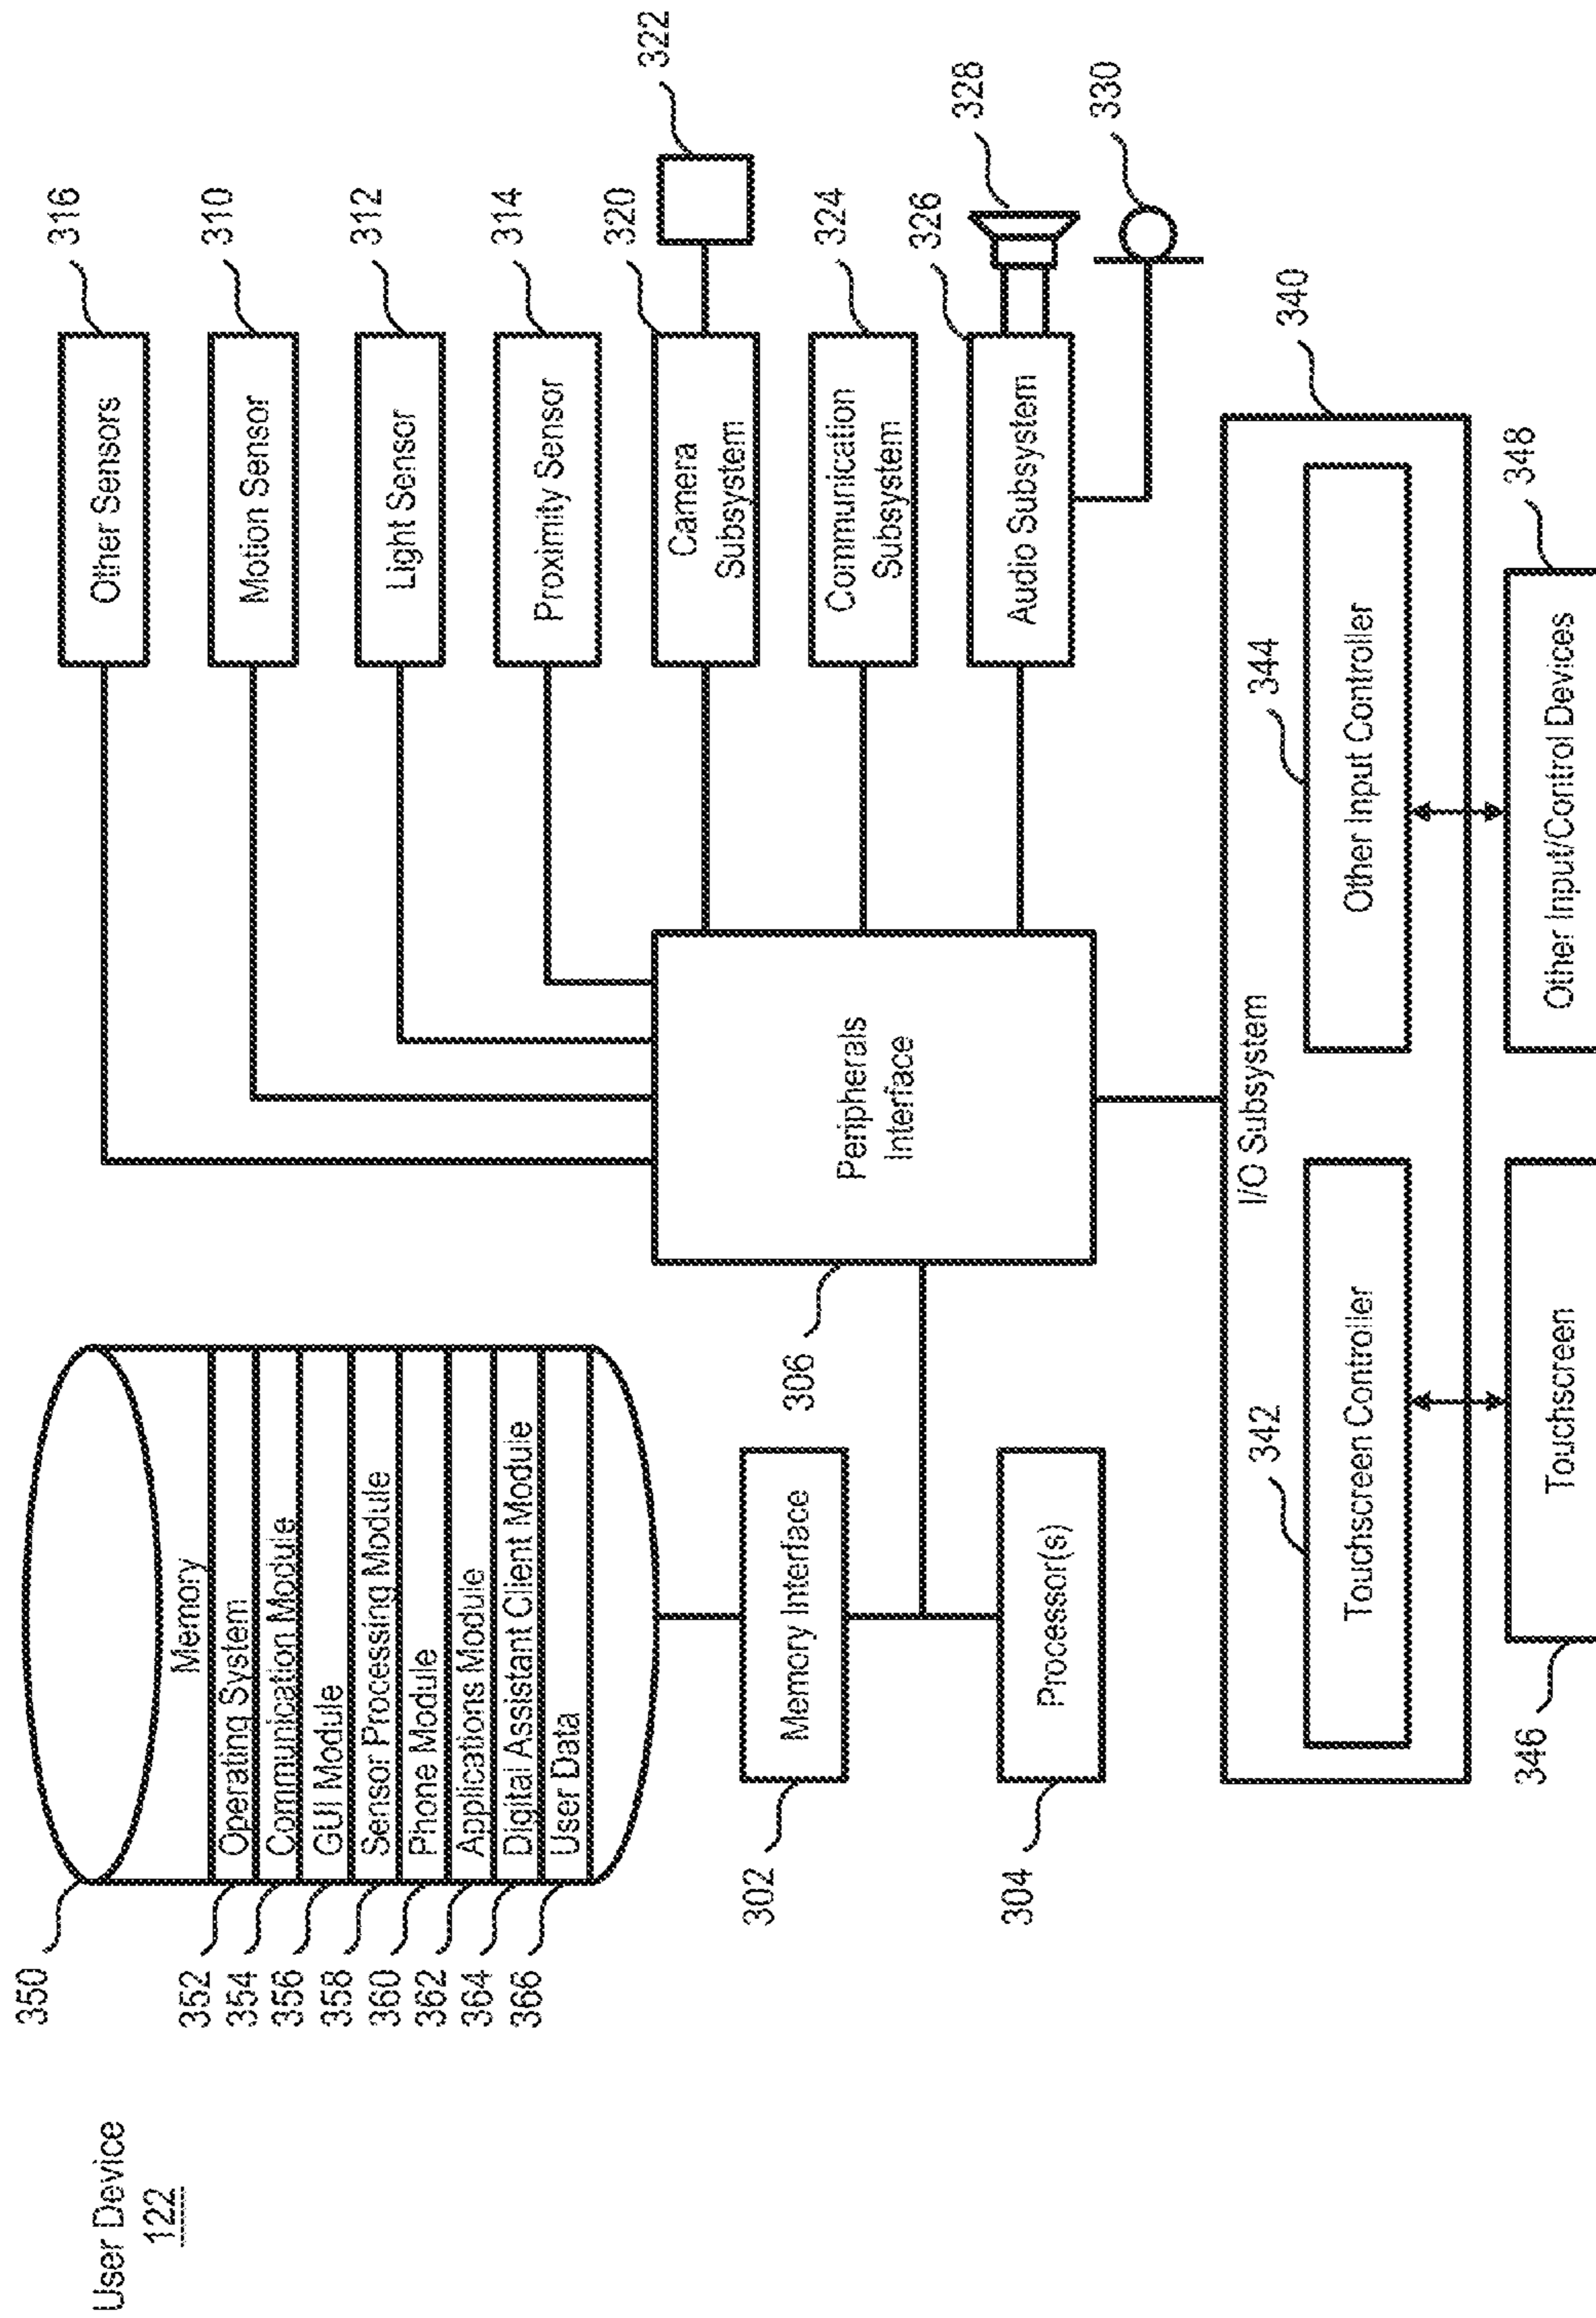 User Device
122
350
Memory
352
Operating System
354
Communication Module
356
GUI Module
358
Sensor Processing Module
360
Phone Module
362
Applications Module
364
Digital Assistant Client Module
366
User Data
316
Other Sensors
310
Motion Sensor
312
Light Sensor
314
Proximity Sensor
320
Camera
Subsystem
322
324
Communication
Subsystem
326
Audio Subsystem
328
330
306
Peripherals
Interface
302
Memory Interface
304
Processor(s)
340
I/O Subsystem
342
Touchscreen Controller
344
Other Input Controller
346
Touchscreen
348
Other Input/Control Devices